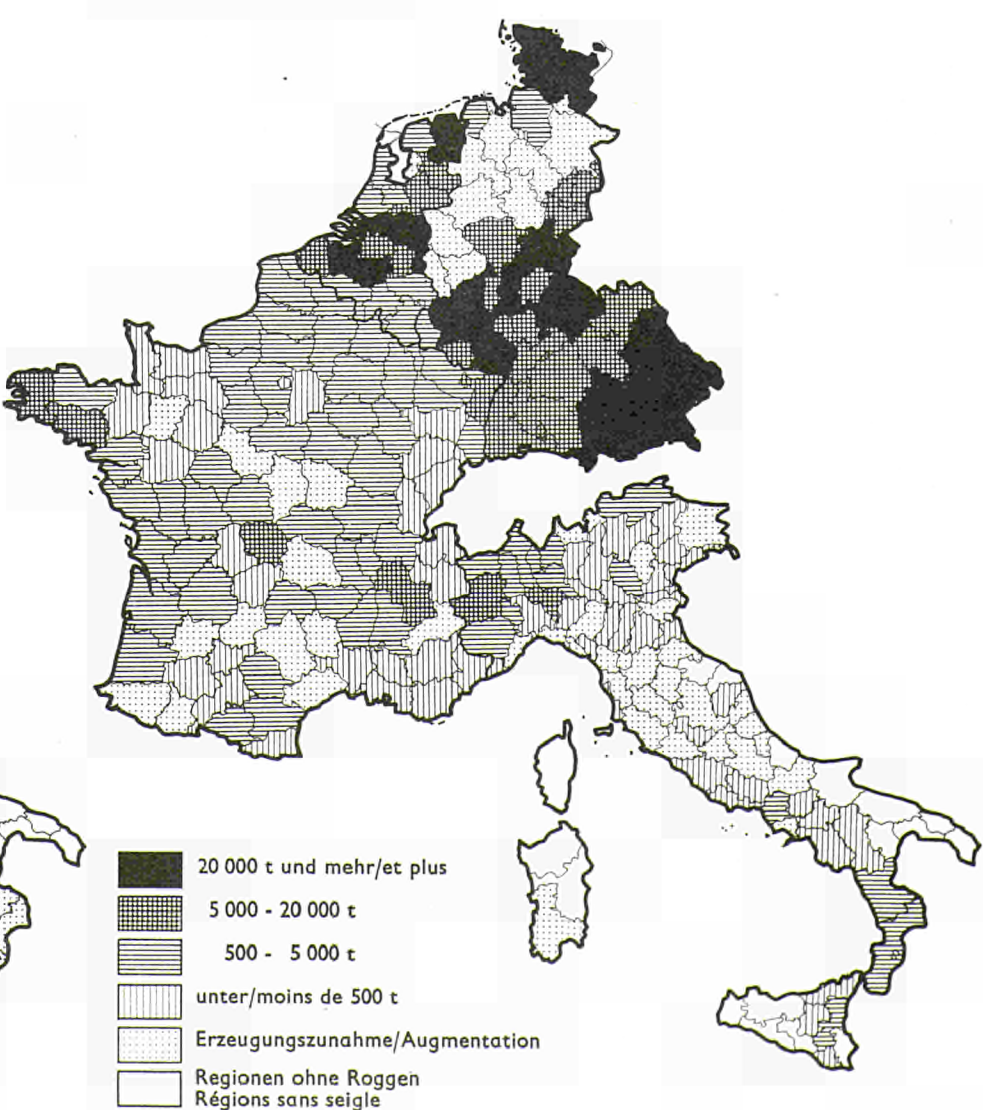 20 000 t und mehr/et plus
5 000 - 20 000 t
500 - 5 000 t
unter/moins de 500 t
Erzeugungszunahme/Augmentation
Regionen ohne Roggen
Régions sans seigle